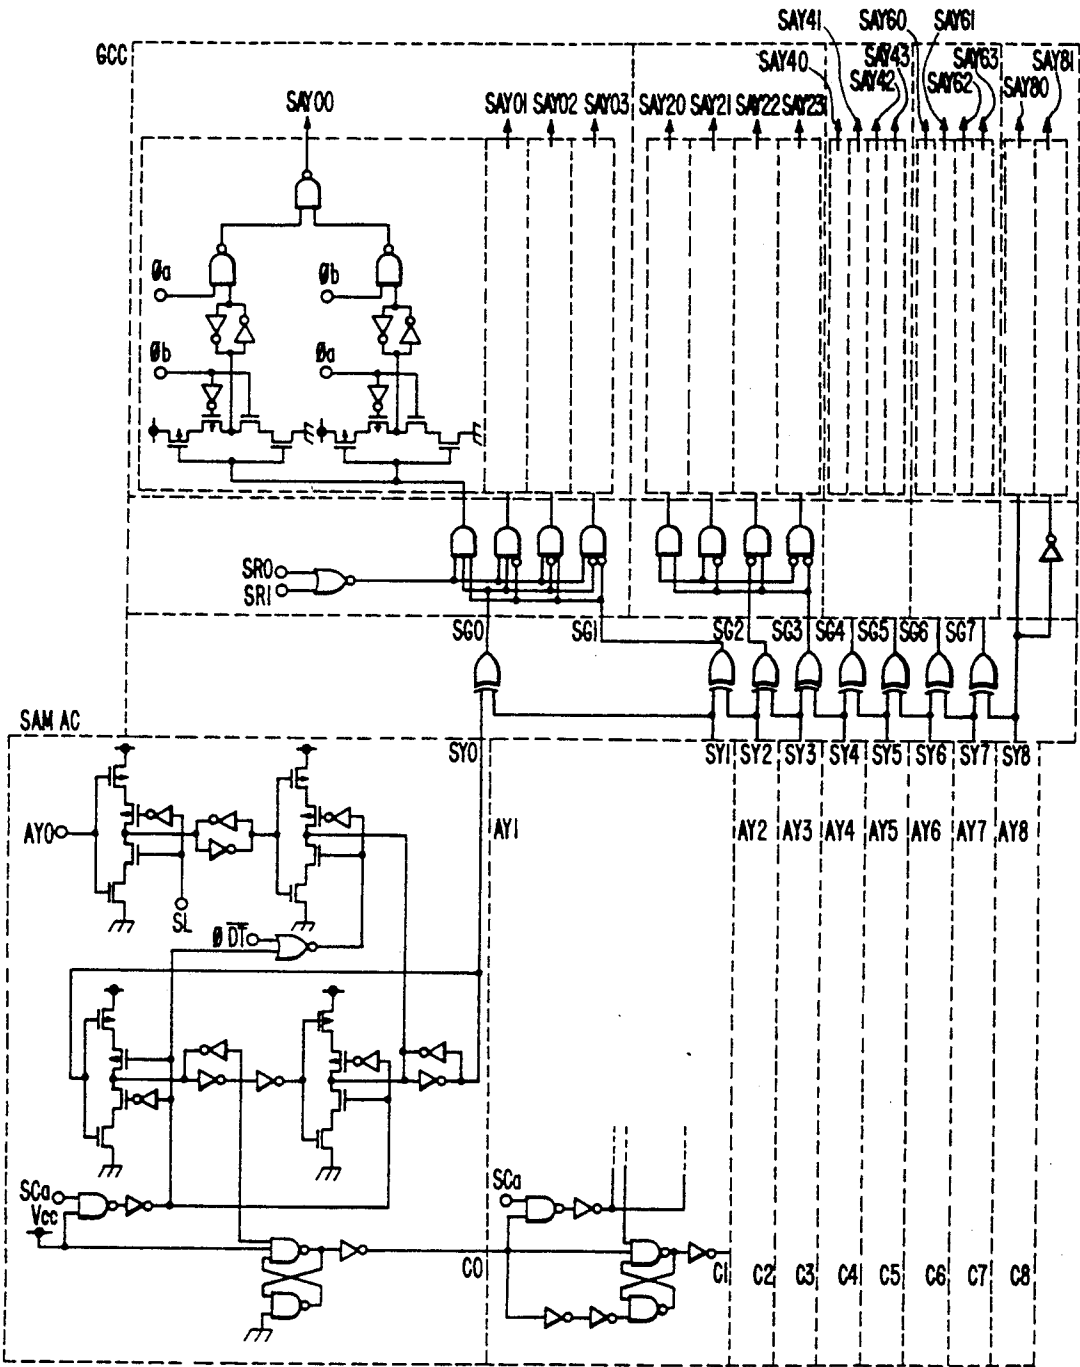 SAY41 SAY60 SAY61
GCC SAY40 SAY43 SAY63 SAY81
SAY42 SAY62 SAY80
SAY00 SAY01 SAY02 SAY03 SAY20 SAY21 SAY22 SAY23
Øa Øb
Øb Øa
SR0
SR1
SG0 SG1 SG2 SG3 SG4 SG5 SG6 SG7
SAM AC
SY0 SY1 SY2 SY3 SY4 SY5 SY6 SY7 SY8
AY0 AY1 AY2 AY3 AY4 AY5 AY6 AY7 AY8
SL
Ø D̅T̅
SCa SCa
Vcc
C0 C1 C2 C3 C4 C5 C6 C7 C8